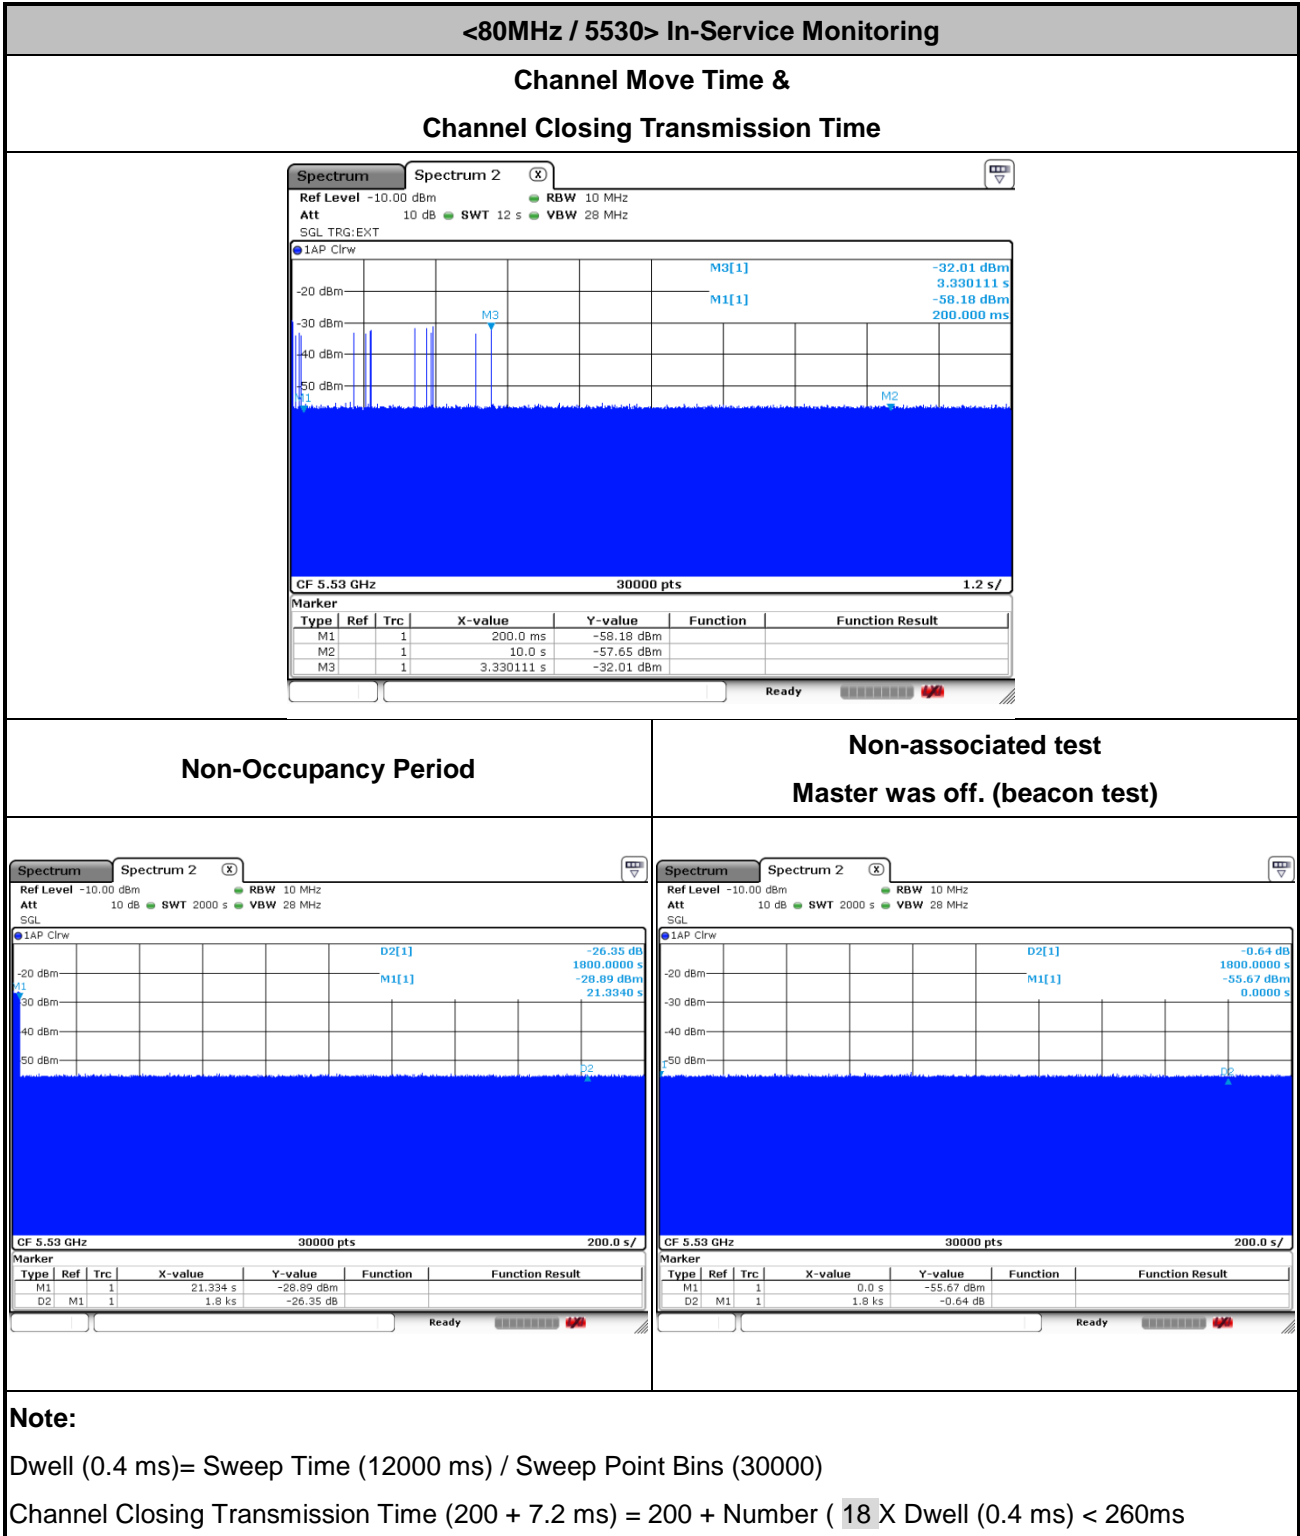 <80MHz / 5530> In-Service Monitoring
Channel Move Time &
Channel Closing Transmission Time
Spectrum Spectrum 2 X
Ref Level -10.00 dBm RBW 10 MHz
Att 10 dB SWT 12 s VBW 28 MHz
SGL TRG:EXT
1AP Clrw
M3[1] -32.01 dBm
3.330111 s
M1[1] -58.18 dBm
200.000 ms
-20 dBm
-30 dBm
M3
-40 dBm
-50 dBm
M1 M2
CF 5.53 GHz 30000 pts 1.2 s/
Marker
Type Ref Trc X-value Y-value Function Function Result
M1 1 200.0 ms -58.18 dBm
M2 1 10.0 s -57.65 dBm
M3 1 3.330111 s -32.01 dBm
Ready
Non-Occupancy Period
Non-associated test
Master was off. (beacon test)
Spectrum Spectrum 2 X
Ref Level -10.00 dBm RBW 10 MHz
Att 10 dB SWT 2000 s VBW 28 MHz
SGL
1AP Clrw
D2[1] -26.35 dB
1800.0000 s
M1[1] -28.89 dBm
21.3340 s
-20 dBm
M1
-30 dBm
-40 dBm
-50 dBm
D2
CF 5.53 GHz 30000 pts 200.0 s/
Marker
Type Ref Trc X-value Y-value Function Function Result
M1 1 21.334 s -28.89 dBm
D2 M1 1 1.8 ks -26.35 dB
Ready
Spectrum Spectrum 2 X
Ref Level -10.00 dBm RBW 10 MHz
Att 10 dB SWT 2000 s VBW 28 MHz
SGL
1AP Clrw
D2[1] -0.64 dB
1800.0000 s
M1[1] -55.67 dBm
0.0000 s
-20 dBm
-30 dBm
-40 dBm
-50 dBm
D2
CF 5.53 GHz 30000 pts 200.0 s/
Marker
Type Ref Trc X-value Y-value Function Function Result
M1 1 0.0 s -55.67 dBm
D2 M1 1 1.8 ks -0.64 dB
Ready
Note:
Dwell (0.4 ms)= Sweep Time (12000 ms) / Sweep Point Bins (30000)
Channel Closing Transmission Time (200 + 7.2 ms) = 200 + Number ( 18 X Dwell (0.4 ms) < 260ms